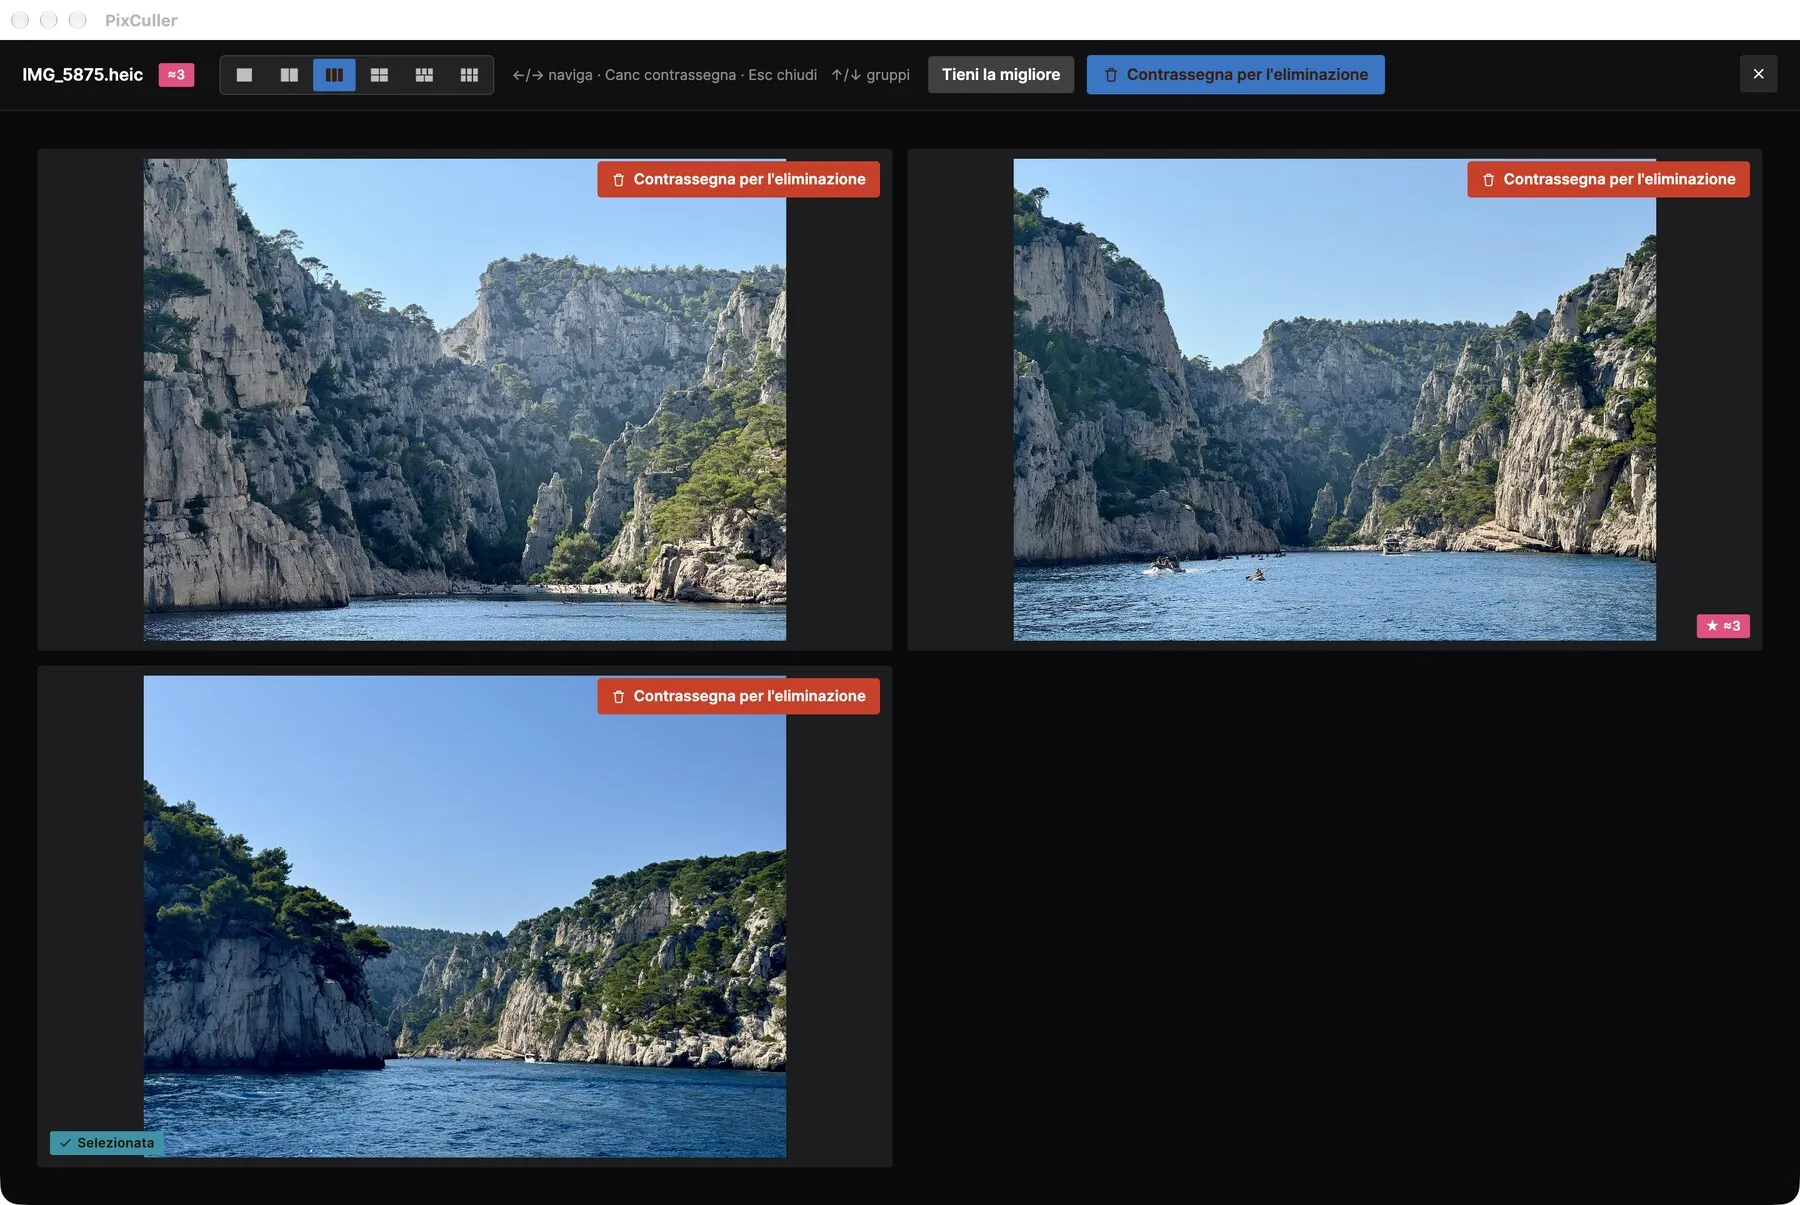 PixCuller
IMG_5875.heic ≈3 ←/→ naviga · Canc contrassegna · Esc chiudi ↑/↓ gruppi Tieni la migliore Contrassegna per l'eliminazione
Contrassegna per l'eliminazione
Contrassegna per l'eliminazione
★ ≈3
Contrassegna per l'eliminazione
✓ Selezionata